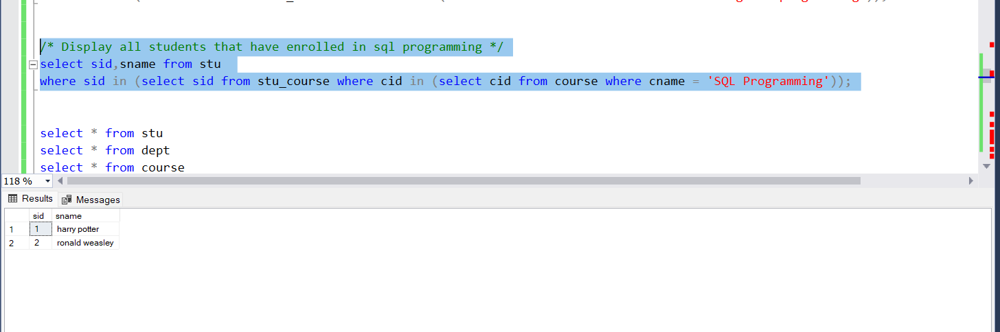 /* Display all students that have enrolled in sql programming */
select sid,sname from stu
where sid in (select sid from stu_course where cid in (select cid from course where cname = 'SQL Programming'));
select * from stu
select * from dept
select * from course
118 %
Results Messages
sid sname
1 1 harry potter
2 2 ronald weasley